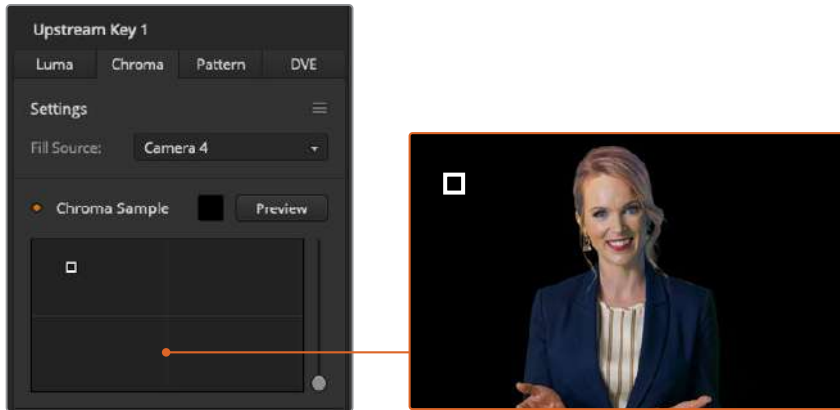 Upstream Key 1
Luma Chroma Pattern DVE
Settings
Fill Source: Camera 4
Chroma Sample Preview